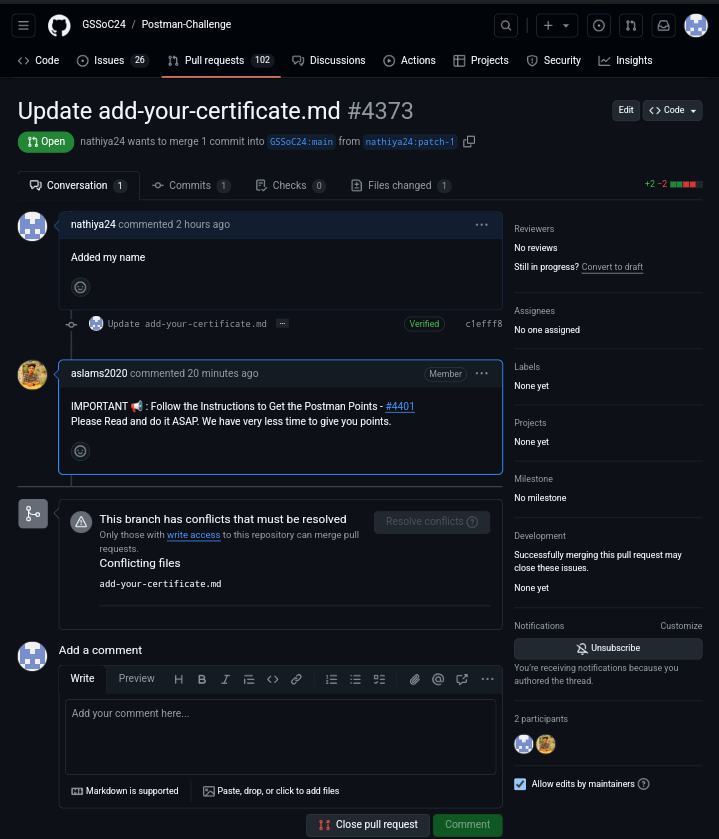 GSSoC24 / Postman-Challenge
Code Issues 26 Pull requests 102 Discussions Actions Projects Security Insights
Update add-your-certificate.md #4373
Edit Code
Open nathiya24 wants to merge 1 commit into GSSoC24:main from nathiya24:patch-1
Conversation 1 Commits 1 Checks 0 Files changed 1 +2 −2
nathiya24 commented 2 hours ago
Added my name
Update add-your-certificate.md Verified c1efff8
aslams2020 commented 20 minutes ago Member
IMPORTANT 📢 : Follow the Instructions to Get the Postman Points - #4401
Please Read and do it ASAP. We have very less time to give you points.
This branch has conflicts that must be resolved
Only those with write access to this repository can merge pull
requests.
Resolve conflicts
Conflicting files
add-your-certificate.md
Add a comment
Write Preview
Add your comment here...
Markdown is supported Paste, drop, or click to add files
Close pull request Comment
Reviewers
No reviews
Still in progress? Convert to draft
Assignees
No one assigned
Labels
None yet
Projects
None yet
Milestone
No milestone
Development
Successfully merging this pull request may
close these issues.
None yet
Notifications Customize
Unsubscribe
You're receiving notifications because you
authored the thread.
2 participants
Allow edits by maintainers